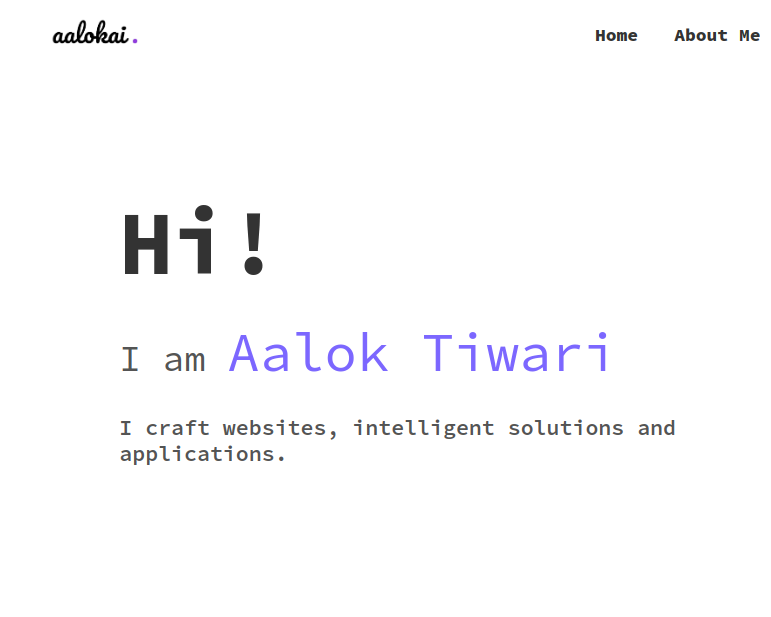 aalokai.
Home About Me
Hi!
I am Aalok Tiwari
I craft websites, intelligent solutions and
applications.